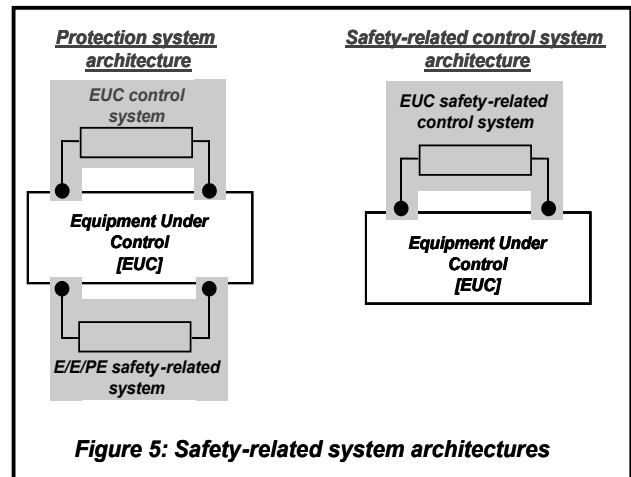 Protection system
architecture
EUC control
system
Equipment Under
Control
[EUC]
E/E/PE safety-related
system
Safety-related control system
architecture
EUC safety-related
control system
Equipment Under
Control
[EUC]
Figure 5: Safety-related system architectures